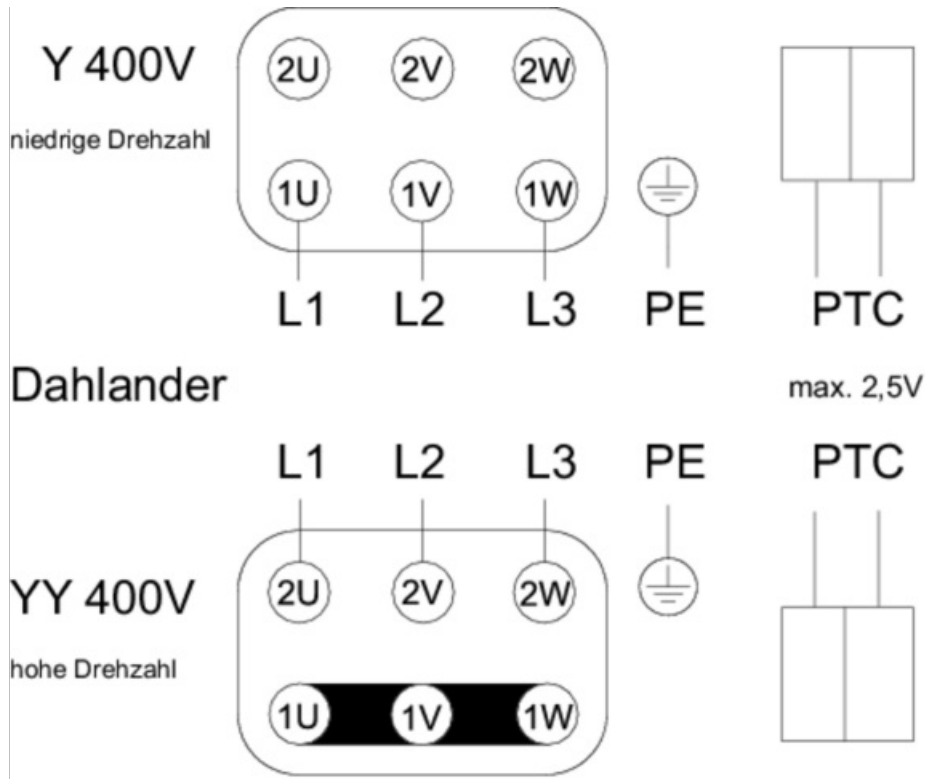 Y 400V
niedrige Drehzahl
2U 2V 2W
1U 1V 1W
L1 L2 L3 PE PTC
Dahlander
max. 2,5V
L1 L2 L3 PE PTC
YY 400V
hohe Drehzahl
2U 2V 2W
1U 1V 1W